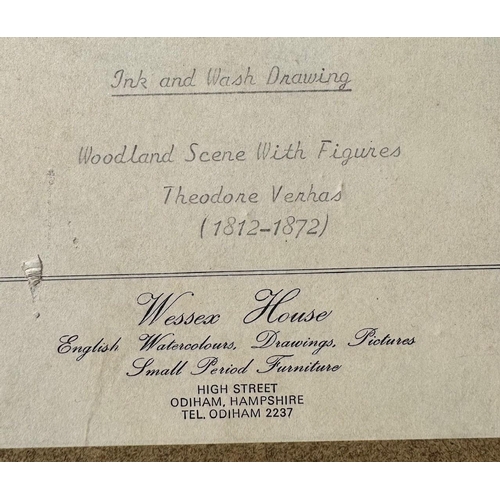 Ink and Wash Drawing
Woodland Scene With Figures
Theodore Verhas
(1812-1872)
Wessex House
English Watercolours, Drawings, Pictures
Small Period Furniture
HIGH STREET
ODIHAM, HAMPSHIRE
TEL. ODIHAM 2237